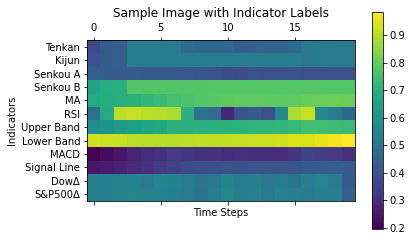 Sample Image with Indicator Labels
0 5 10 15
Tenkan
Kijun
Senkou A
Senkou B
MA
RSI
Upper Band
Lower Band
MACD
Signal Line
DowΔ
S&P500Δ
Indicators
Time Steps
0.9
0.8
0.7
0.6
0.5
0.4
0.3
0.2